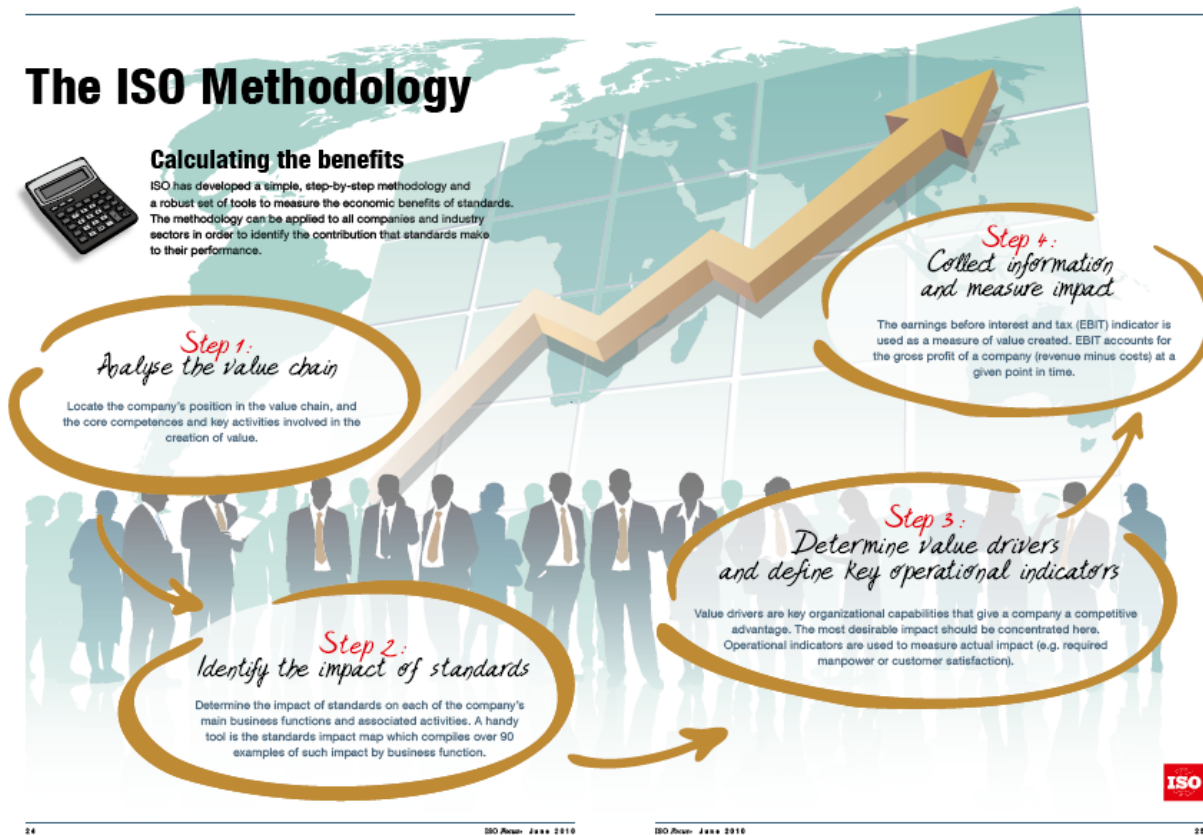 The ISO Methodology
Calculating the benefits
ISO has developed a simple, step-by-step methodology and
a robust set of tools to measure the economic benefits of standards.
The methodology can be applied to all companies and industry
sectors in order to identify the contribution that standards make
to their performance.
Step 1:
Analyse the value chain
Locate the company's position in the value chain, and
the core competences and key activities involved in the
creation of value.
Step 2:
Identify the impact of standards
Determine the impact of standards on each of the company's
main business functions and associated activities. A handy
tool is the standards impact map which compiles over 90
examples of such impact by business function.
Step 3:
Determine value drivers
and define key operational indicators
Value drivers are key organizational capabilities that give a company a competitive
advantage. The most desirable impact should be concentrated here.
Operational indicators are used to measure actual impact (e.g. required
manpower or customer satisfaction).
Step 4:
Collect information
and measure impact
The earnings before interest and tax (EBIT) indicator is
used as a measure of value created. EBIT accounts for
the gross profit of a company (revenue minus costs) at a
given point in time.
ISO
24
ISO Focus June 2010
ISO Focus June 2010